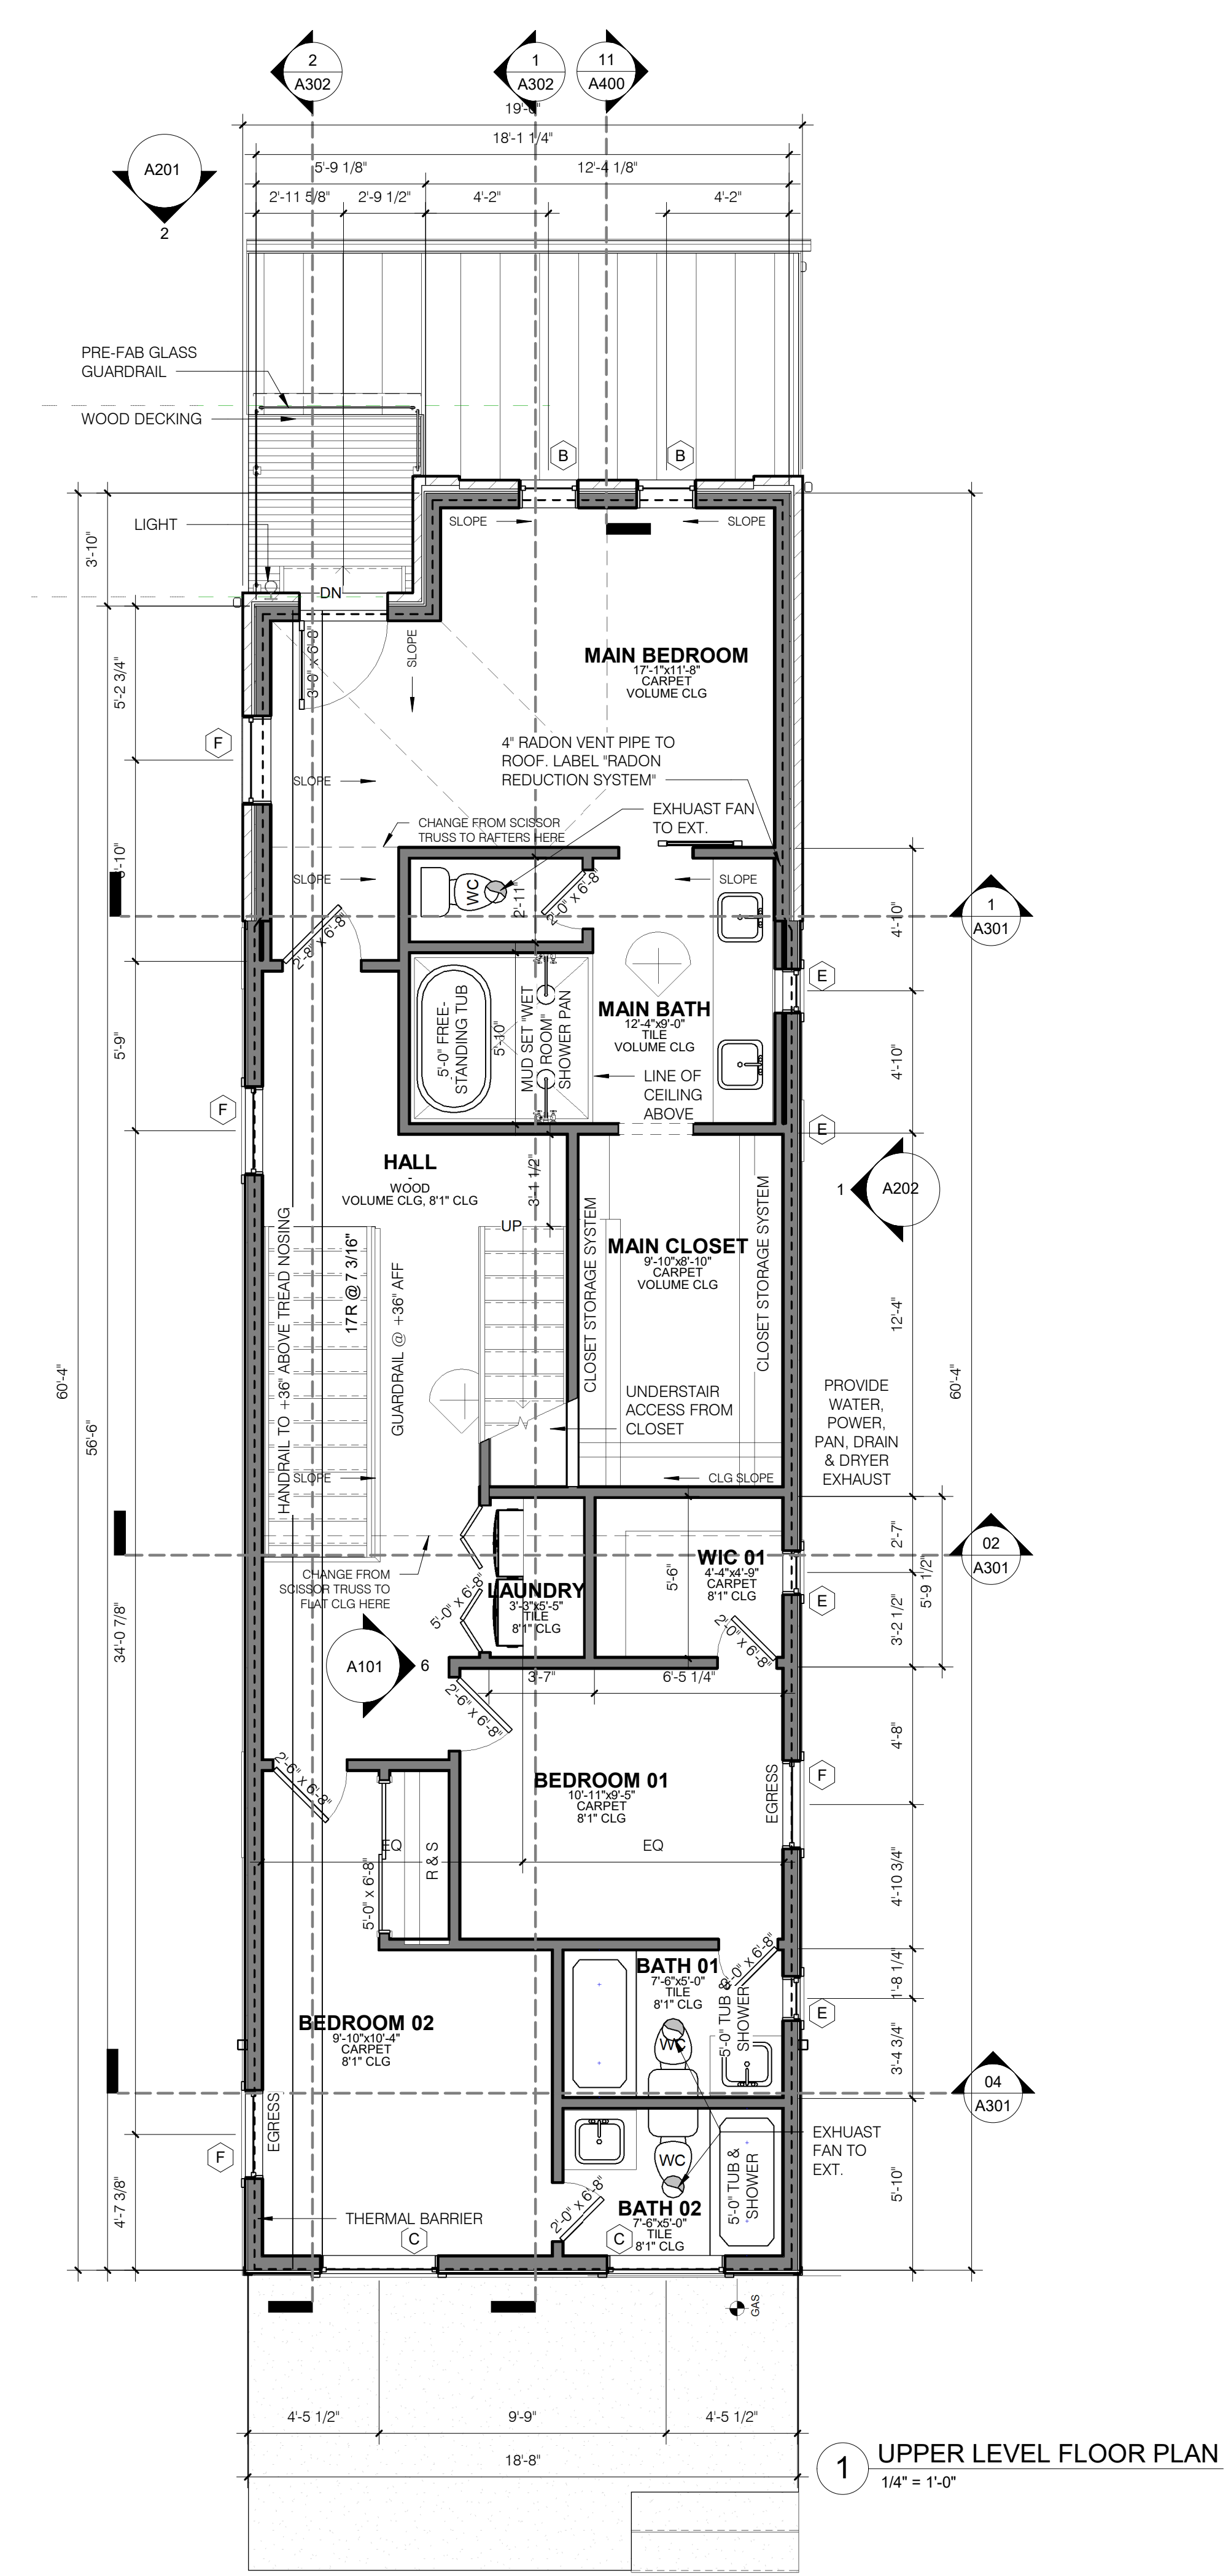 2
A302
1
A302
11
A400
19'-0"
18'-1 1/4"
5'-9 1/8"
12'-4 1/8"
2'-11 5/8"
2'-9 1/2"
4'-2"
4'-2"
A201
2
PRE-FAB GLASS
GUARDRAIL
WOOD DECKING
B
B
LIGHT
SLOPE
SLOPE
3'-10"
DN
3'-0" x 6'-8"
SLOPE
MAIN BEDROOM
17'-1"x11'-8"
CARPET
VOLUME CLG
5'-2 3/4"
F
4" RADON VENT PIPE TO
ROOF. LABEL "RADON
REDUCTION SYSTEM"
SLOPE
EXHUAST FAN
TO EXT.
CHANGE FROM SCISSOR
TRUSS TO RAFTERS HERE
SLOPE
SLOPE
WC
2'-11"
2'-0" x 6'-8"
2'-8" x 6'-8"
4'-10"
1
A301
E
MAIN BATH
12'-4"x9'-0"
TILE
VOLUME CLG
5'-0" FREE-
STANDING TUB
5'-10"
MUD SET "WET
ROOM"
SHOWER PAN
5'-9"
4'-10"
LINE OF
CEILING
ABOVE
F
E
HALL
-
WOOD
VOLUME CLG, 8'1" CLG
3'-1 1/2"
1
A202
UP
HANDRAIL TO +36" ABOVE TREAD NOSING
17R @ 7 3/16"
GUARDRAIL @ +36" AFF
CLOSET STORAGE SYSTEM
MAIN CLOSET
9'-10"x8'-10"
CARPET
VOLUME CLG
CLOSET STORAGE SYSTEM
12'-4"
60'-4"
60'-4"
56'-6"
UNDERSTAIR
ACCESS FROM
CLOSET
PROVIDE
WATER,
POWER,
PAN, DRAIN
& DRYER
EXHAUST
SLOPE
CLG SLOPE
2'-7"
5'-9 1/2"
3'-2 1/2"
02
A301
WIC 01
4'-4"x4'-9"
CARPET
8'1" CLG
5'-6"
E
CHANGE FROM
SCISSOR TRUSS TO
FLAT CLG HERE
5'-0" x 6'-8"
LAUNDRY
3'-3"x5'-5"
TILE
8'1" CLG
34'-0 7/8"
2'-0" x 6'-8"
A101
6
3'-7"
6'-5 1/4"
2'-6" x 6'-8"
4'-8"
2'-6" x 6'-8"
BEDROOM 01
10'-11"x9'-5"
CARPET
8'1" CLG
EGRESS
F
EQ
EQ
R & S
5'-0" x 6'-8"
4'-10 3/4"
BATH 01
7'-6"x5'-0"
TILE
8'1" CLG
1'-8 1/4"
E
5'-0" TUB &
SHOWER
WC
3'-4 3/4"
BEDROOM 02
9'-10"x10'-4"
CARPET
8'1" CLG
04
A301
EGRESS
F
EXHUAST
FAN TO
EXT.
WC
5'-0" TUB &
SHOWER
5'-10"
4'-7 3/8"
2'-0" x 6'-8"
BATH 02
7'-6"x5'-0"
TILE
8'1" CLG
THERMAL BARRIER
C
C
GAS
4'-5 1/2"
9'-9"
4'-5 1/2"
18'-8"
1
UPPER LEVEL FLOOR PLAN
1/4" = 1'-0"